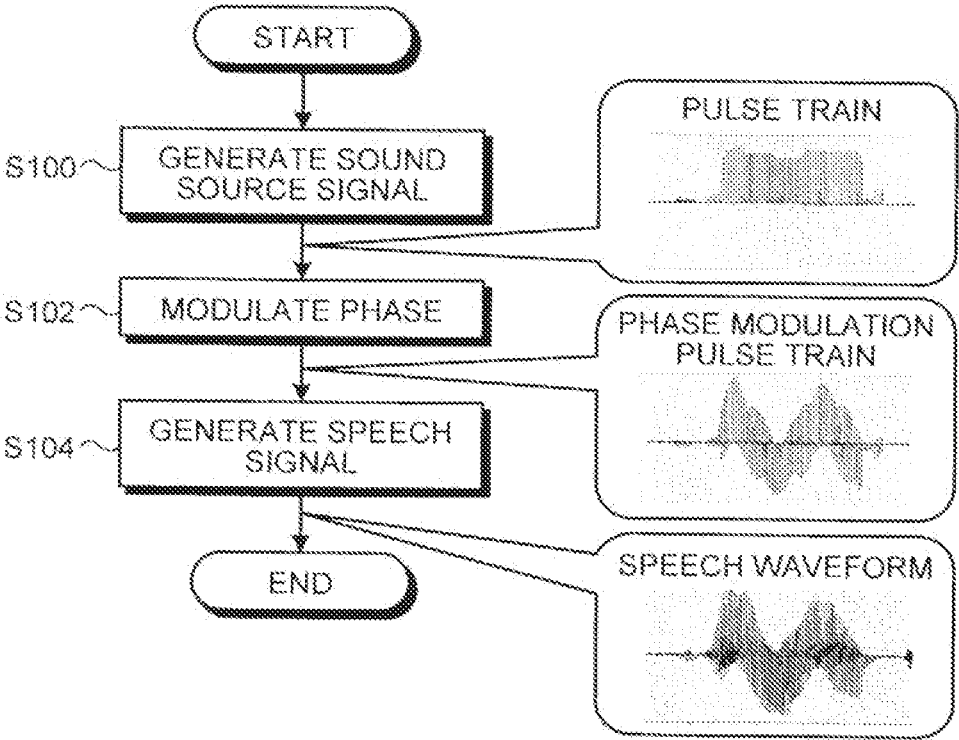 START
PULSE TRAIN
S100
GENERATE SOUND
SOURCE SIGNAL
S102
MODULATE PHASE
PHASE MODULATION
PULSE TRAIN
S104
GENERATE SPEECH
SIGNAL
SPEECH WAVEFORM
END